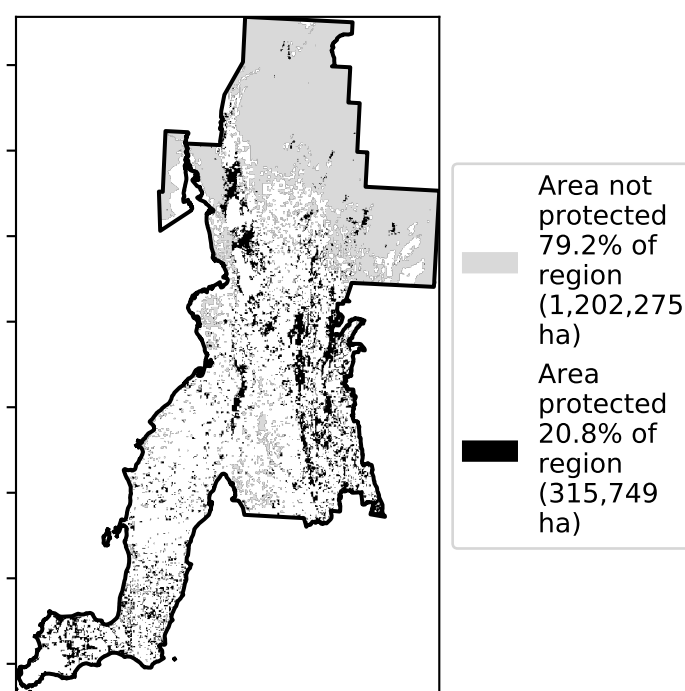 Area not
protected
79.2% of
region
(1,202,275
ha)
Area
protected
20.8% of
region
(315,749
ha)